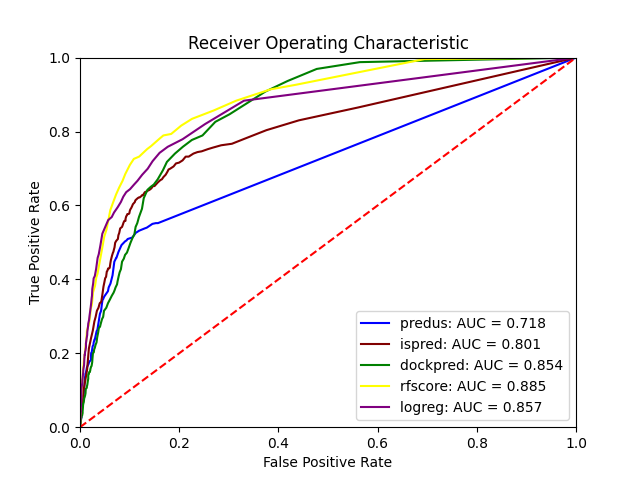 Receiver Operating Characteristic
True Positive Rate
1.0
0.8
0.6
0.4
0.2
0.0
predus: AUC = 0.718
ispred: AUC = 0.801
dockpred: AUC = 0.854
rfscore: AUC = 0.885
logreg: AUC = 0.857
0.0 0.2 0.4 0.6 0.8 1.0
False Positive Rate